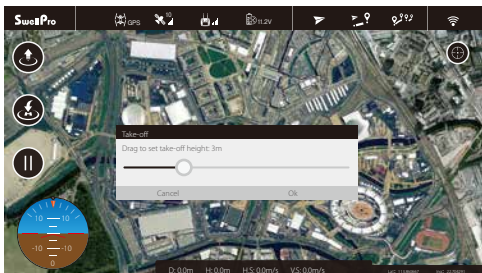 SwellPro GPS 10 11.2V
Take-off
Drag to set take-off height: 3m
Cancel Ok
10 10
-10 -10
0
D: 0.0m H: 0.0m H.S: 0.0m/s V.S: 0.0m/s